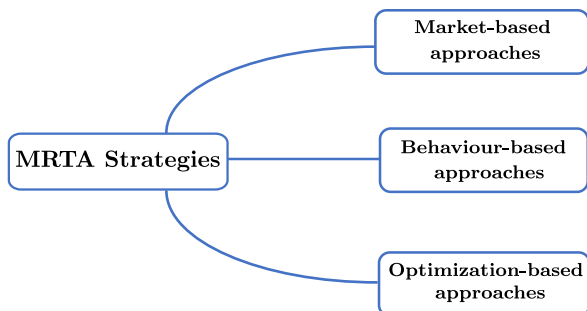 Market-based
approaches
MRTA Strategies
Behaviour-based
approaches
Optimization-based
approaches